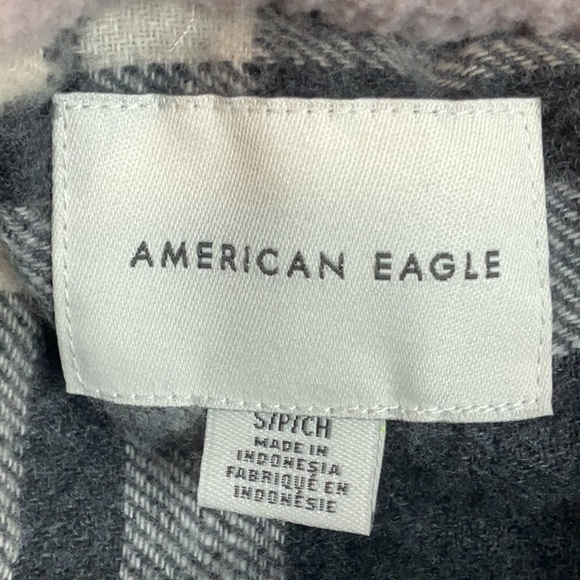 AMERICAN EAGLE
S/P/CH
MADE IN
INDONESIA
FABRIQUÉ EN
INDONÉSIE